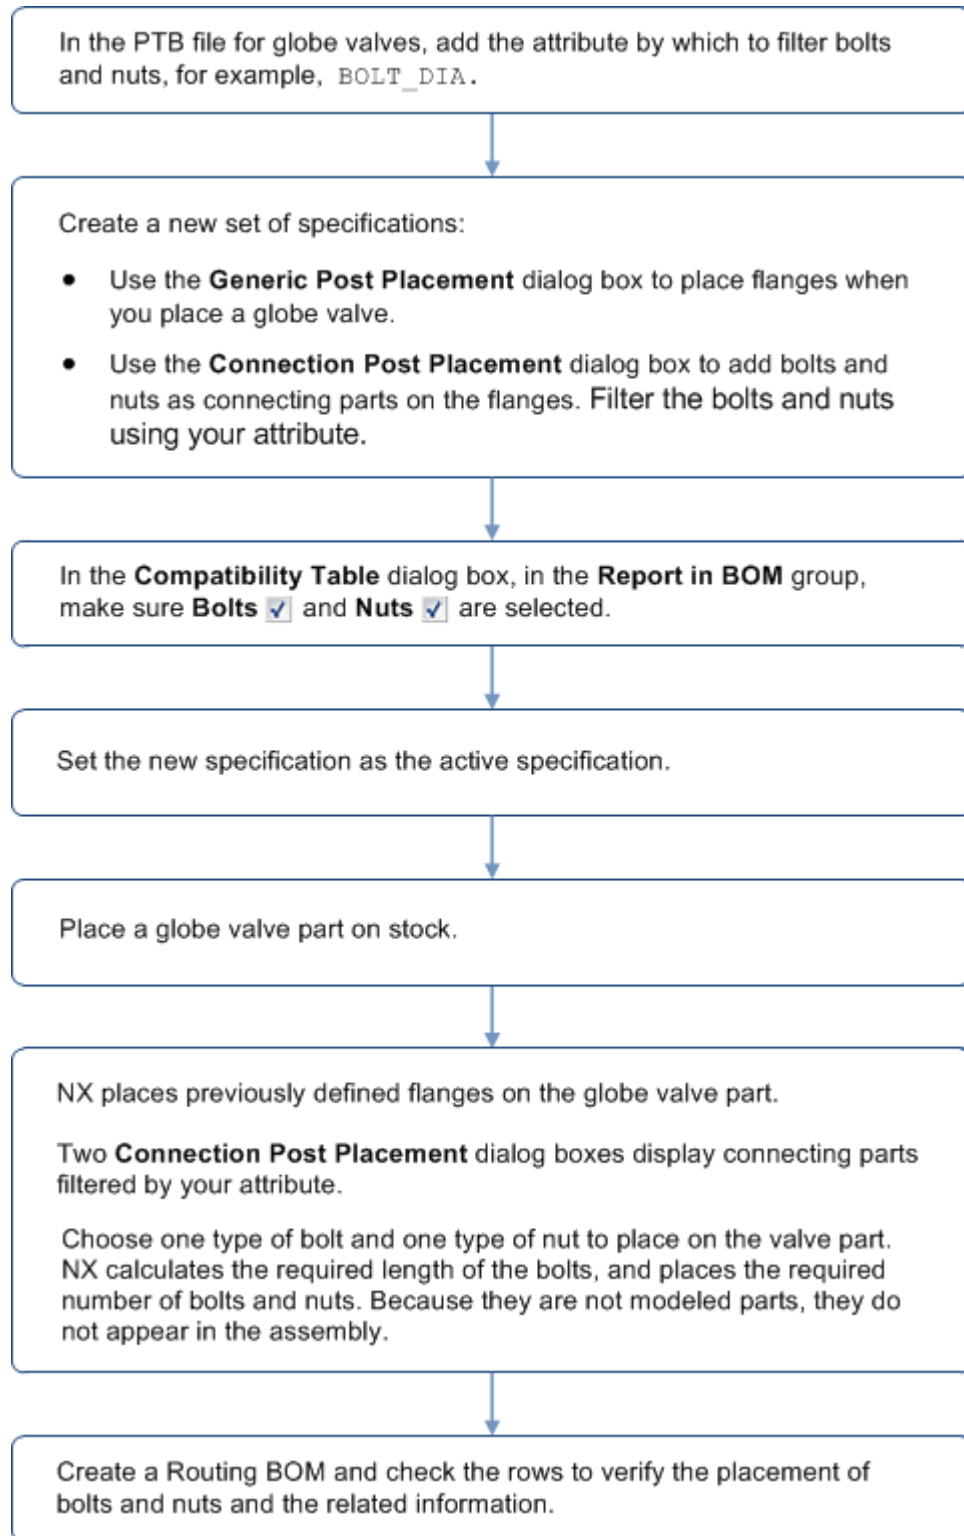 In the PTB file for globe valves, add the attribute by which to filter bolts
and nuts, for example, BOLT_DIA.
Create a new set of specifications:
• Use the Generic Post Placement dialog box to place flanges when
you place a globe valve.
• Use the Connection Post Placement dialog box to add bolts and
nuts as connecting parts on the flanges. Filter the bolts and nuts
using your attribute.
In the Compatibility Table dialog box, in the Report in BOM group,
make sure Bolts and Nuts are selected.
Set the new specification as the active specification.
Place a globe valve part on stock.
NX places previously defined flanges on the globe valve part.
Two Connection Post Placement dialog boxes display connecting parts
filtered by your attribute.
Choose one type of bolt and one type of nut to place on the valve part.
NX calculates the required length of the bolts, and places the required
number of bolts and nuts. Because they are not modeled parts, they do
not appear in the assembly.
Create a Routing BOM and check the rows to verify the placement of
bolts and nuts and the related information.